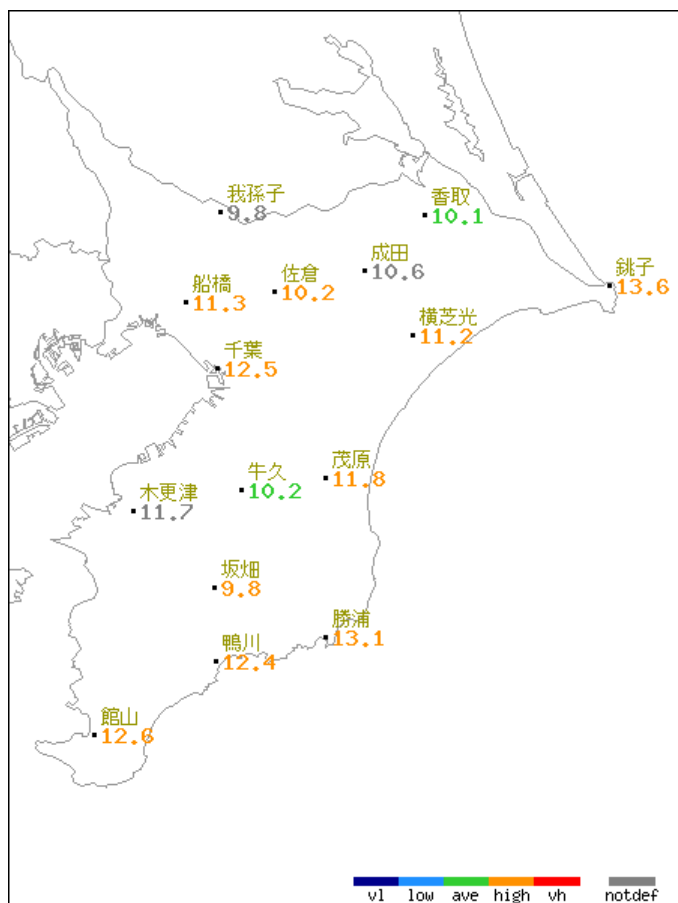 我孫子
9.8
香取
10.1
成田
10.6
銚子
13.6
船橋
11.3
佐倉
10.2
横芝光
11.2
千葉
12.5
牛久
10.2
茂原
11.8
木更津
11.7
坂畑
9.8
勝浦
13.1
鴨川
12.4
館山
12.6
vl low ave high vh notdef